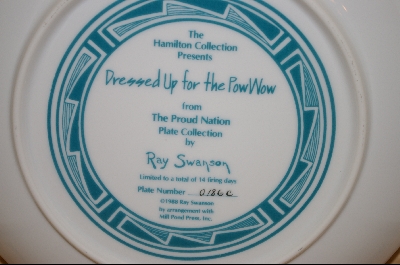 The
Hamilton Collection
Presents
Dressed Up for the PowWow
from
The Proud Nation
Plate Collection
by
Ray Swanson
Limited to a total of 14 firing days
Plate Number 0186C
©1988 Ray Swanson
by arrangement with
Mill Pond Press, Inc.